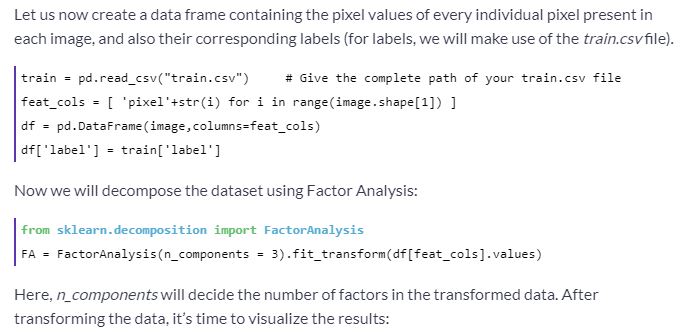 Let us now create a data frame containing the pixel values of every individual pixel present in
each image, and also their corresponding labels (for labels, we will make use of the train.csv file).
train = pd.read_csv("train.csv")     # Give the complete path of your train.csv file
feat_cols = [ 'pixel'+str(i) for i in range(image.shape[1]) ]
df = pd.DataFrame(image,columns=feat_cols)
df['label'] = train['label']
Now we will decompose the dataset using Factor Analysis:
from sklearn.decomposition import FactorAnalysis
FA = FactorAnalysis(n_components = 3).fit_transform(df[feat_cols].values)
Here, n_components will decide the number of factors in the transformed data. After
transforming the data, it's time to visualize the results: